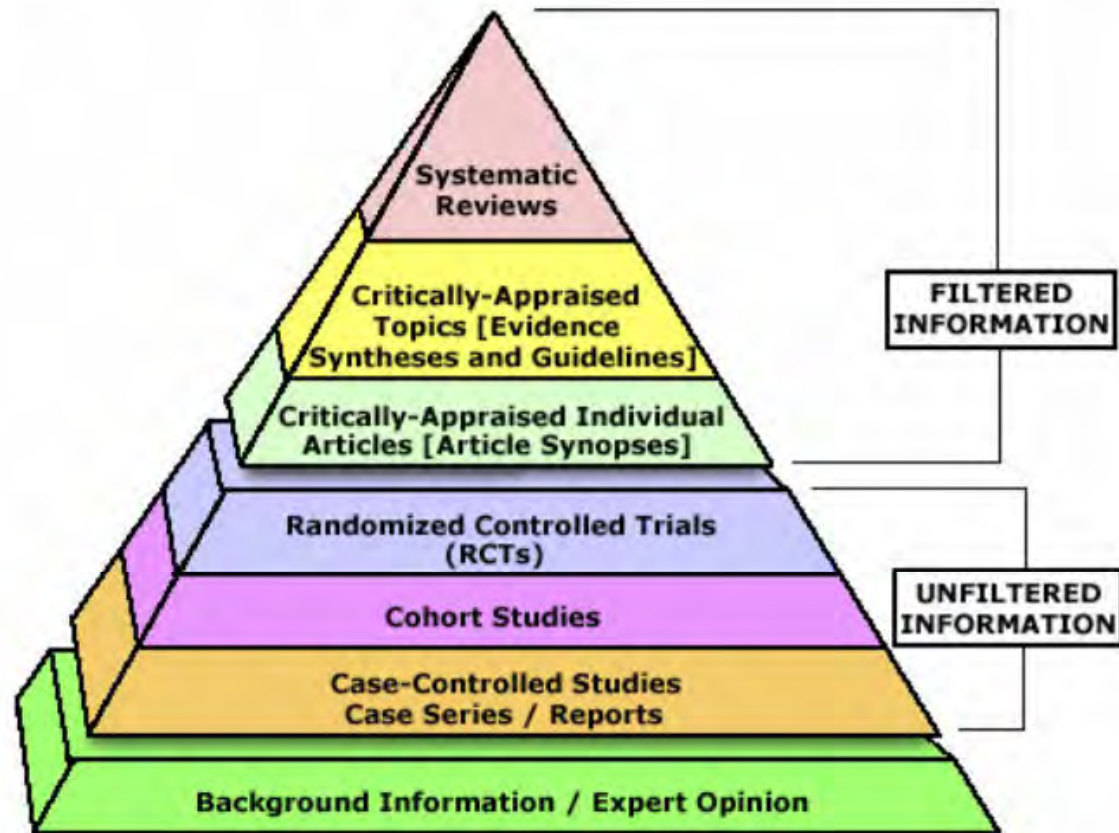 Systematic
Reviews
Critically-Appraised
Topics [Evidence
Syntheses and Guidelines]
FILTERED
INFORMATION
Critically-Appraised Individual
Articles [Article Synopses]
Randomized Controlled Trials
(RCTs)
UNFILTERED
INFORMATION
Cohort Studies
Case-Controlled Studies
Case Series / Reports
Background Information / Expert Opinion